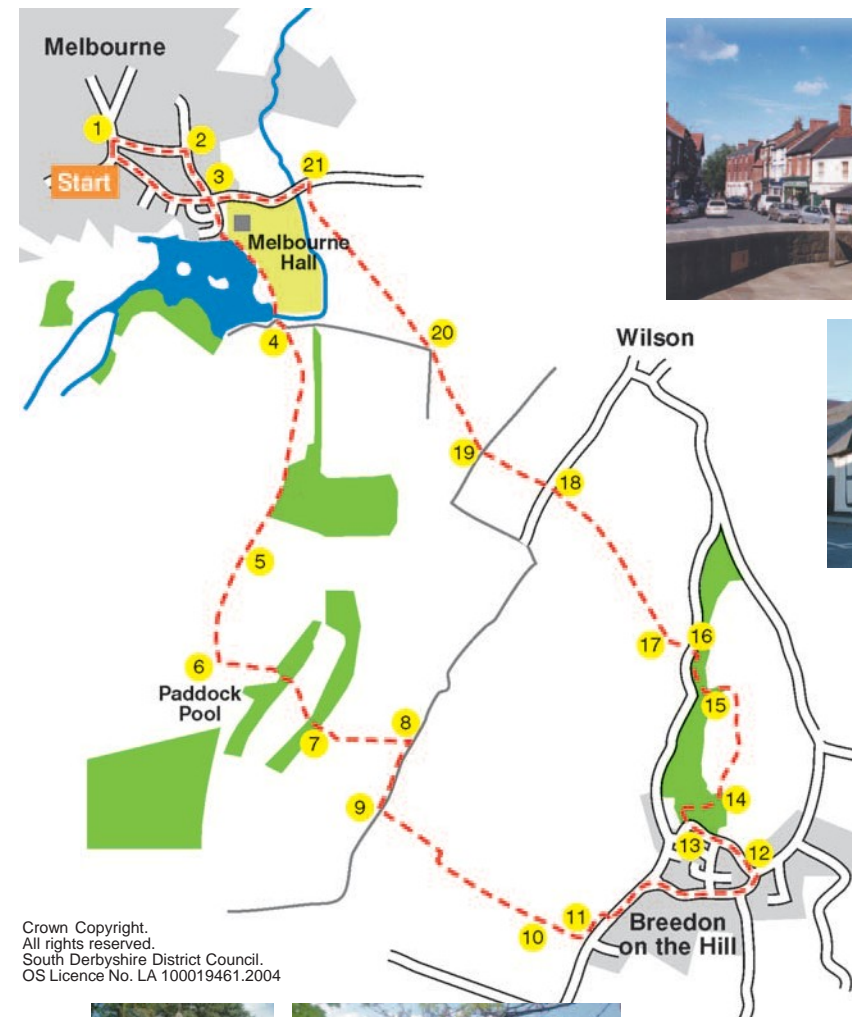 Melbourne
1
2
3
21
Start
Melbourne
Hall
4
20
Wilson
19
18
5
17
16
6
Paddock
Pool
15
7
8
14
9
13
12
11
10
Breedon
on the Hill
Crown Copyright.
All rights reserved.
South Derbyshire District Council.
OS Licence No. LA 100019461.2004